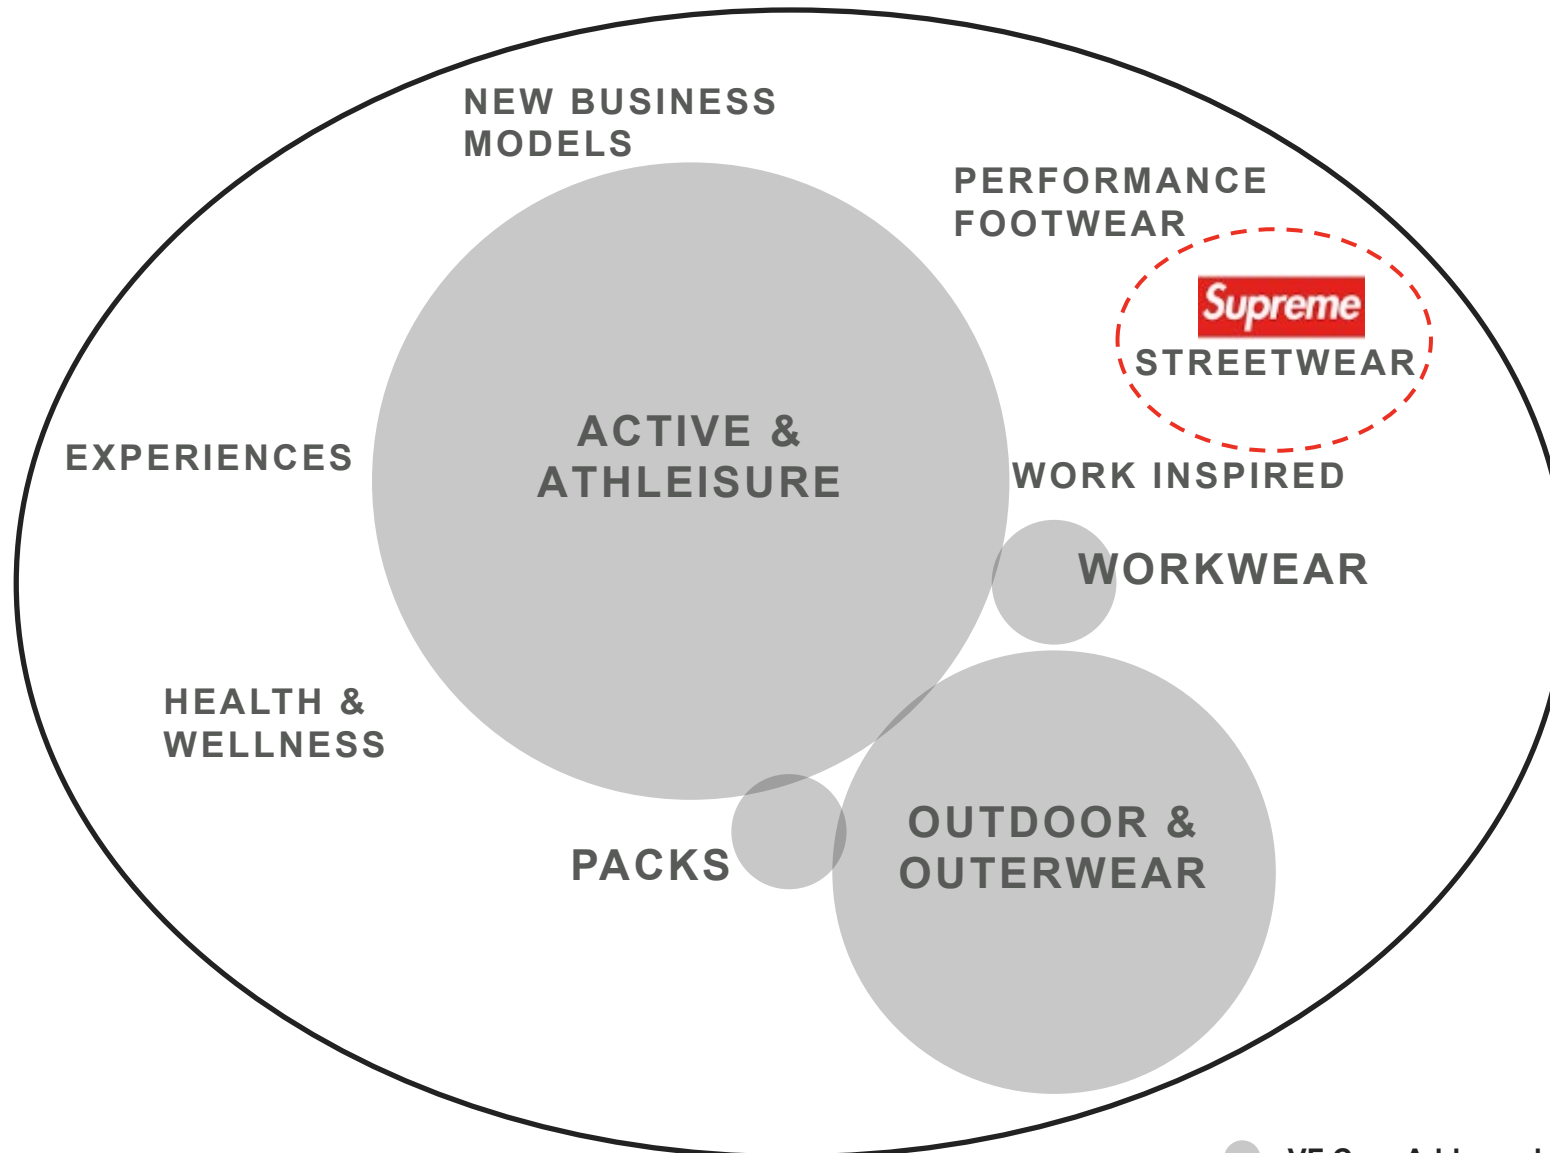 NEW BUSINESS
MODELS
PERFORMANCE
FOOTWEAR
Supreme
STREETWEAR
ACTIVE &
ATHLEISURE
EXPERIENCES
WORK INSPIRED
WORKWEAR
HEALTH &
WELLNESS
OUTDOOR &
OUTERWEAR
PACKS